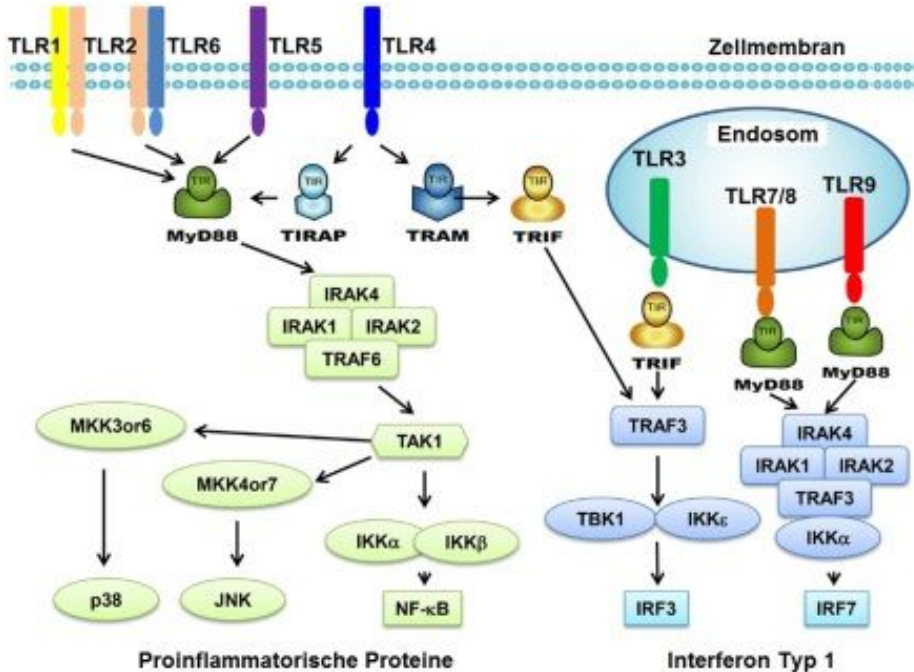 TLR1 TLR2 TLR6 TLR5 TLR4 Zellmembran
Endosom
TLR3
TLR7/8 TLR9
TIR TIR TIR TIR
MyD88 TIRAP TRAM TRIF
TIR TIR TIR
TRIF MyD88 MyD88
IRAK4
IRAK1 IRAK2
TRAF6
MKK3or6 TAK1 TRAF3
IRAK4
IRAK1 IRAK2
TRAF3
MKK4or7
IKKα IKKβ TBK1 IKKε IKKα
p38 JNK NF-κB IRF3 IRF7
Proinflammatorische Proteine Interferon Typ 1